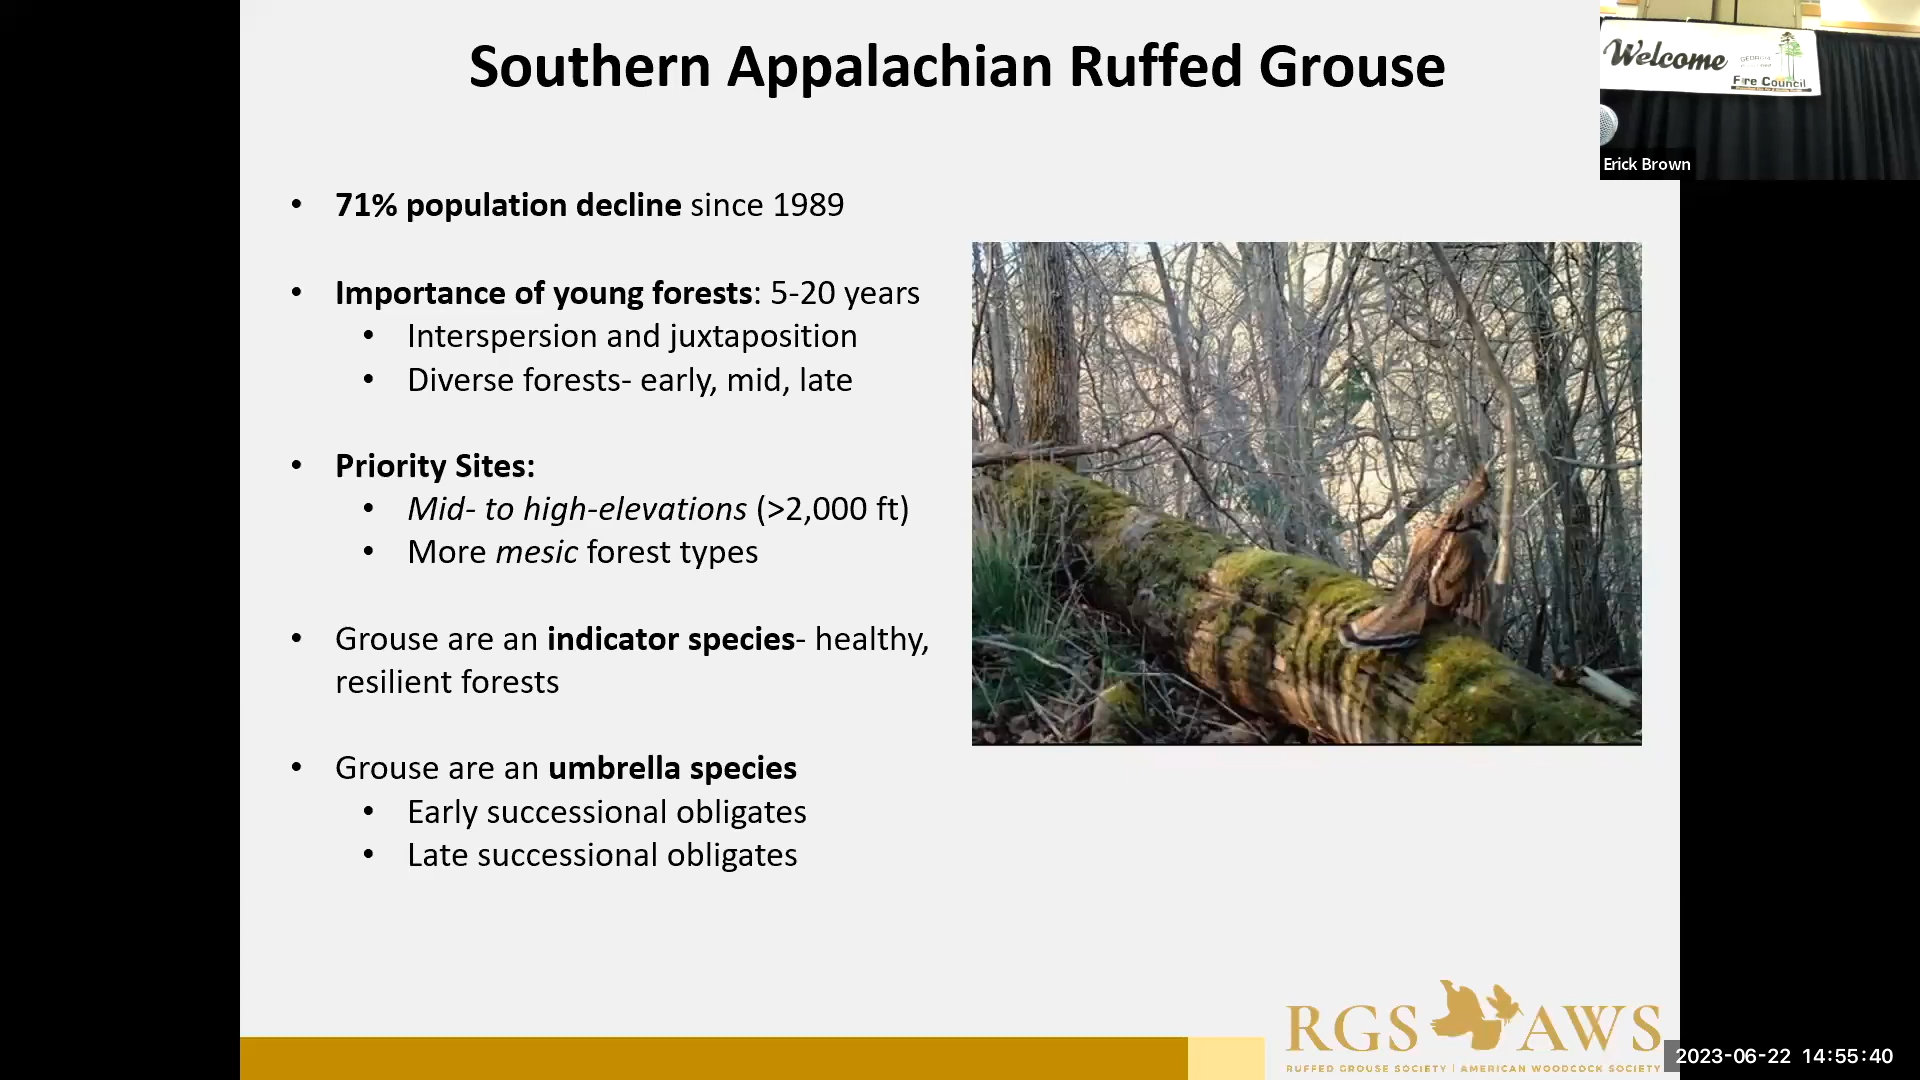 Southern Appalachian Ruffed Grouse
Welcome
GEORGIA
Fire Council
Erick Brown
• 71% population decline since 1989
• Importance of young forests: 5-20 years
• Interspersion and juxtaposition
• Diverse forests- early, mid, late
• Priority Sites:
• Mid- to high-elevations (>2,000 ft)
• More mesic forest types
• Grouse are an indicator species- healthy,
resilient forests
• Grouse are an umbrella species
• Early successional obligates
• Late successional obligates
RGS AWS
RUFFED GROUSE SOCIETY | AMERICAN WOODCOCK SOCIETY
2023-06-22 14:55:40